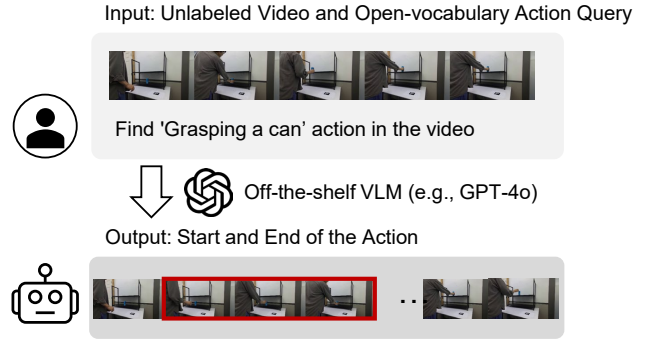 Input: Unlabeled Video and Open-vocabulary Action Query
Find 'Grasping a can’ action in the video
Off-the-shelf VLM (e.g., GPT-4o)
Output: Start and End of the Action
...